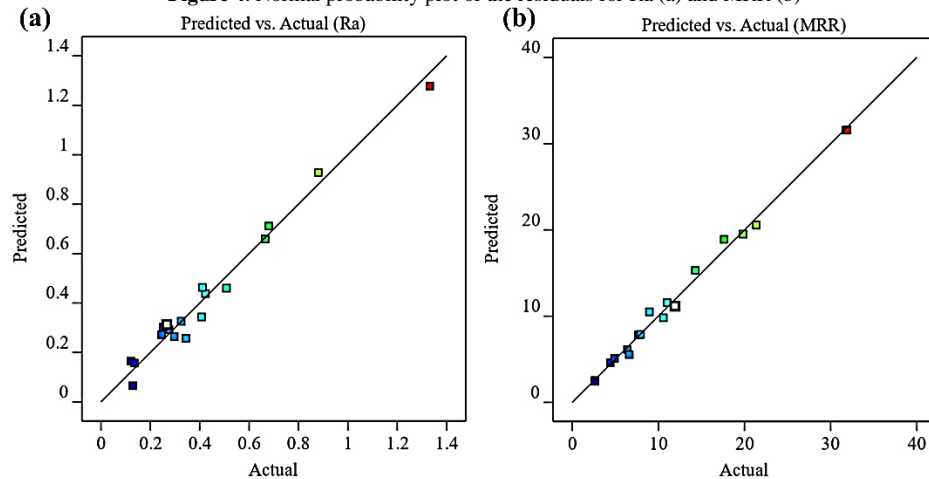 Figure 4. Normal probability plot of the residuals for Ra (a) and MRR (b)
(a)
Predicted vs. Actual (Ra)
1.4
1.2
1
0.8
0.6
0.4
0.2
0
Predicted
0 0.2 0.4 0.6 0.8 1 1.2 1.4
Actual
(b)
Predicted vs. Actual (MRR)
40
30
20
10
0
Predicted
0 10 20 30 40
Actual